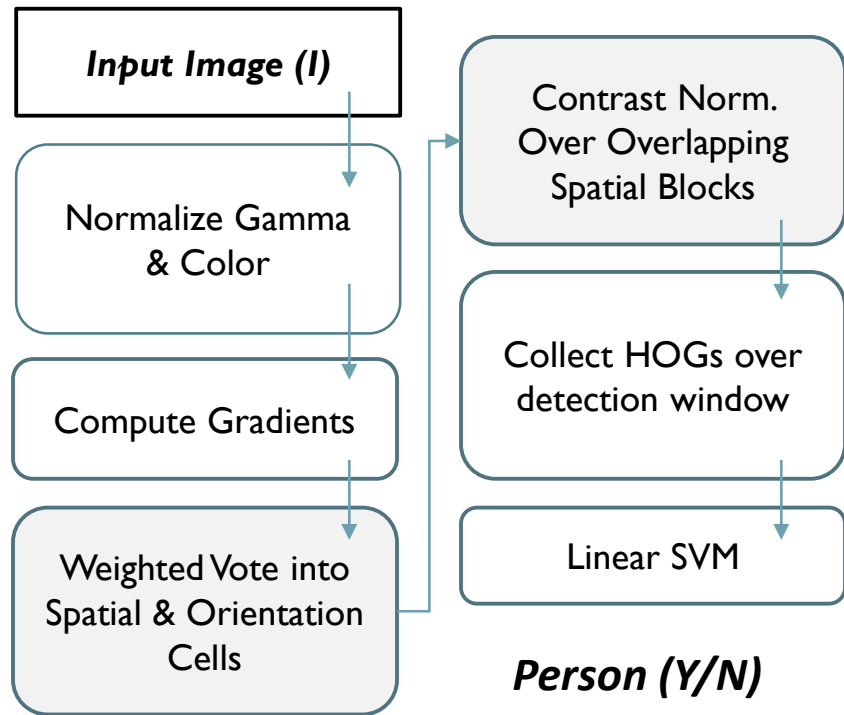 Input Image (I)
Normalize Gamma
& Color
Compute Gradients
Weighted Vote into
Spatial & Orientation
Cells
Contrast Norm.
Over Overlapping
Spatial Blocks
Collect HOGs over
detection window
Linear SVM
Person (Y/N)